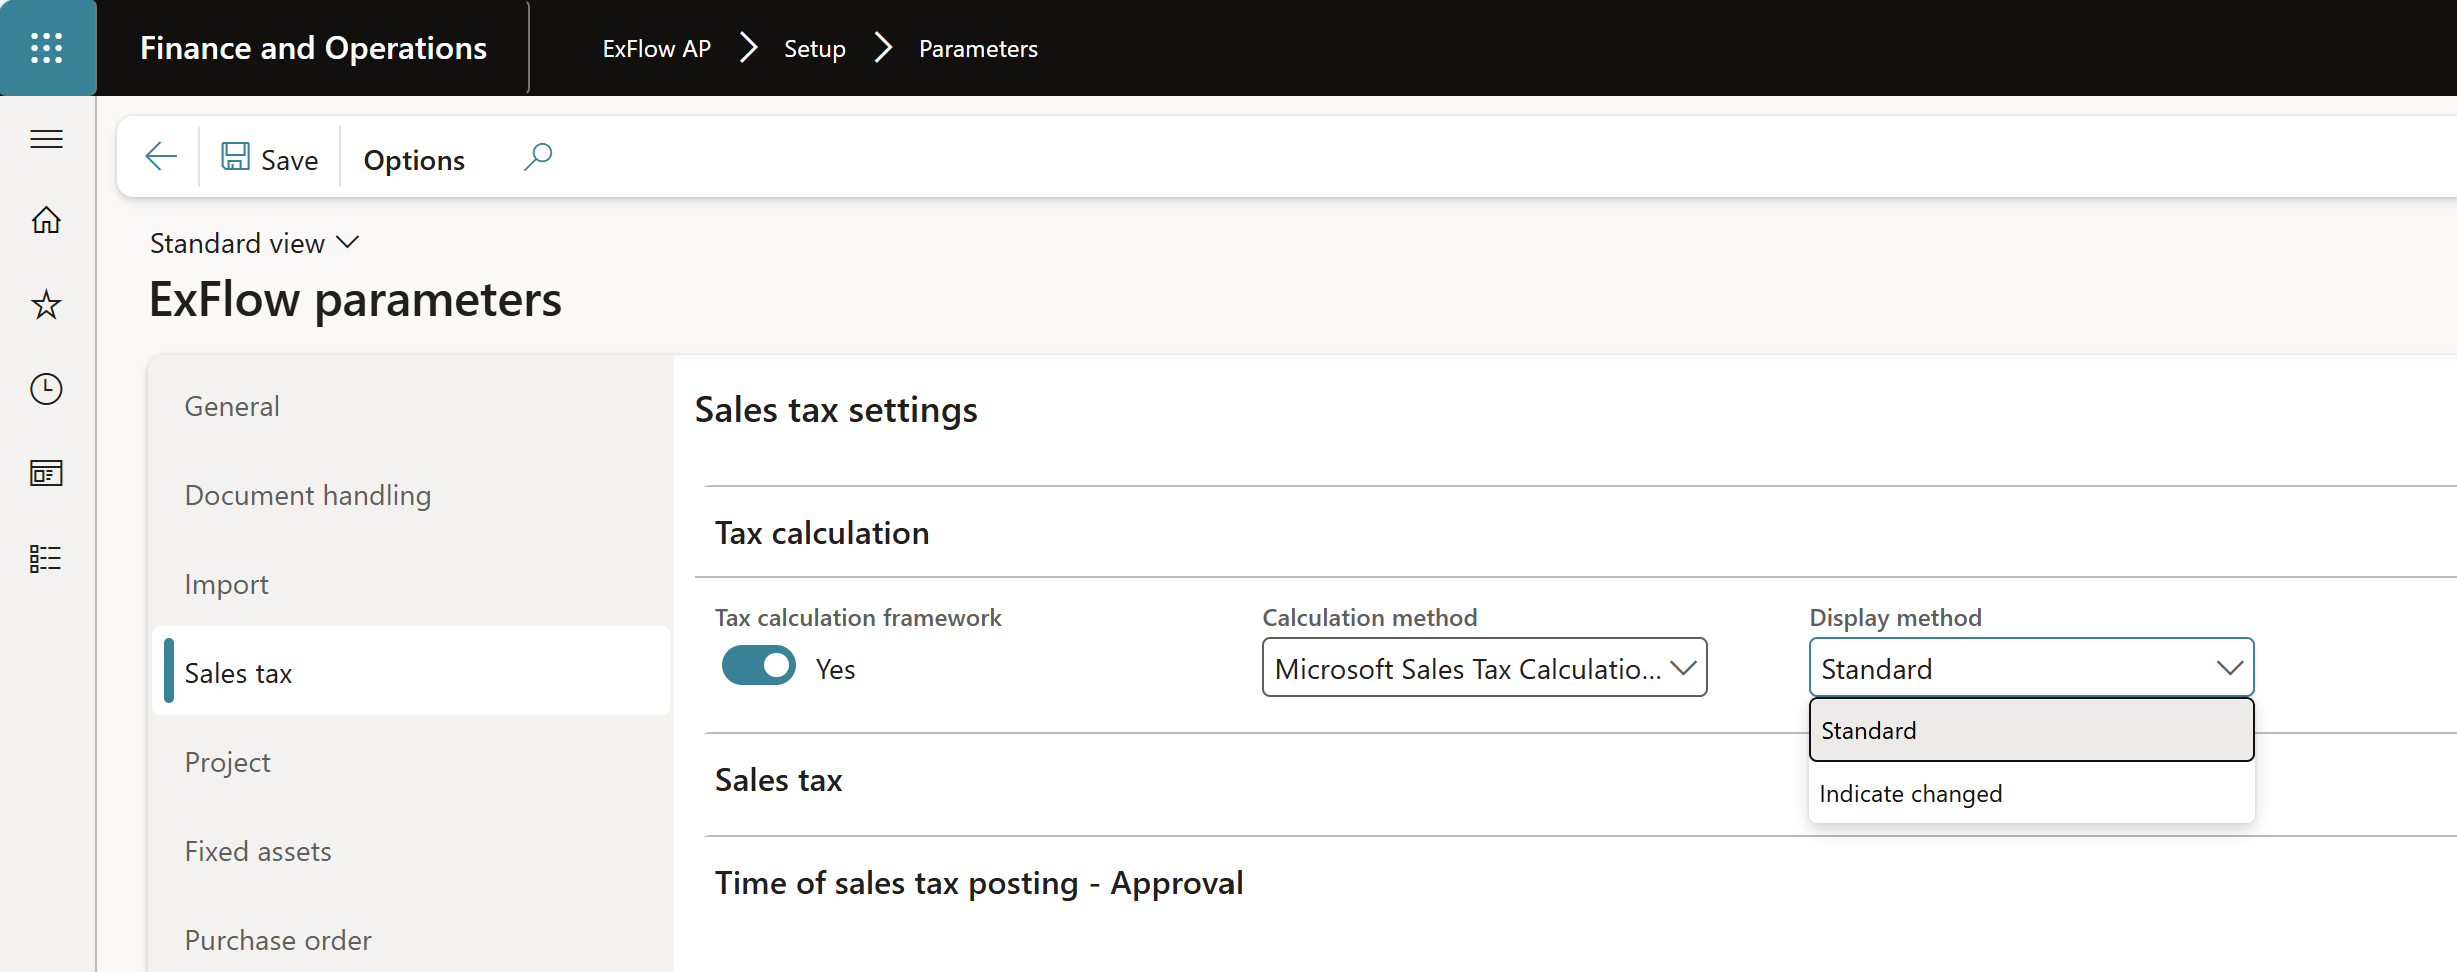 Finance and Operations
ExFlow AP > Setup > Parameters
Save
Options
Standard view
ExFlow parameters
General
Document handling
Import
Sales tax
Project
Fixed assets
Purchase order
Sales tax settings
Tax calculation
Tax calculation framework
Yes
Calculation method
Microsoft Sales Tax Calculatio...
Display method
Standard
Standard
Indicate changed
Sales tax
Time of sales tax posting - Approval